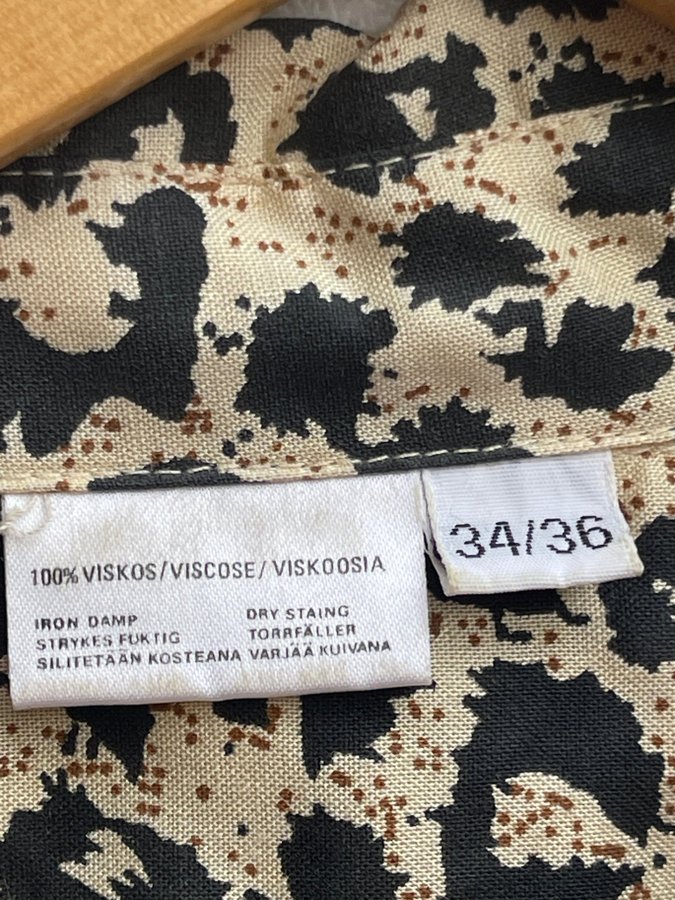 100% VISKOS/VISCOSE/VISKOOSIA
IRON DAMP
STRYKES FUKTIG
SILITETÄÄN KOSTEANA
DRY STAING
TORRFÄLLER
VARJÄÄ KUIVANA
34/36